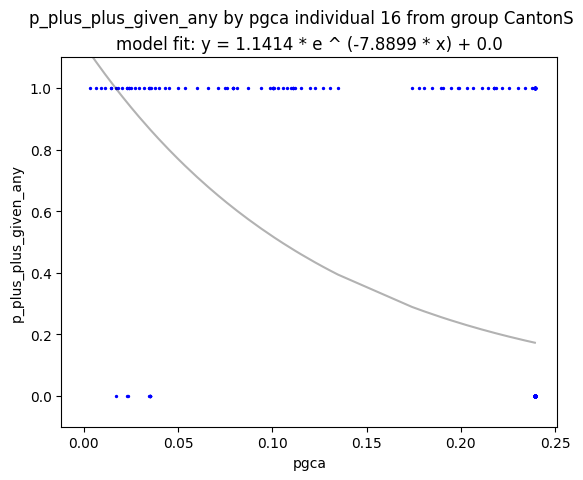 p_plus_plus_given_any by pgca individual 16 from group CantonS
model fit: y = 1.1414 * e ^ (-7.8899 * x) + 0.0
1.0
0.8
0.6
0.4
0.2
0.0
p_plus_plus_given_any
0.00 0.05 0.10 0.15 0.20 0.25
pgca